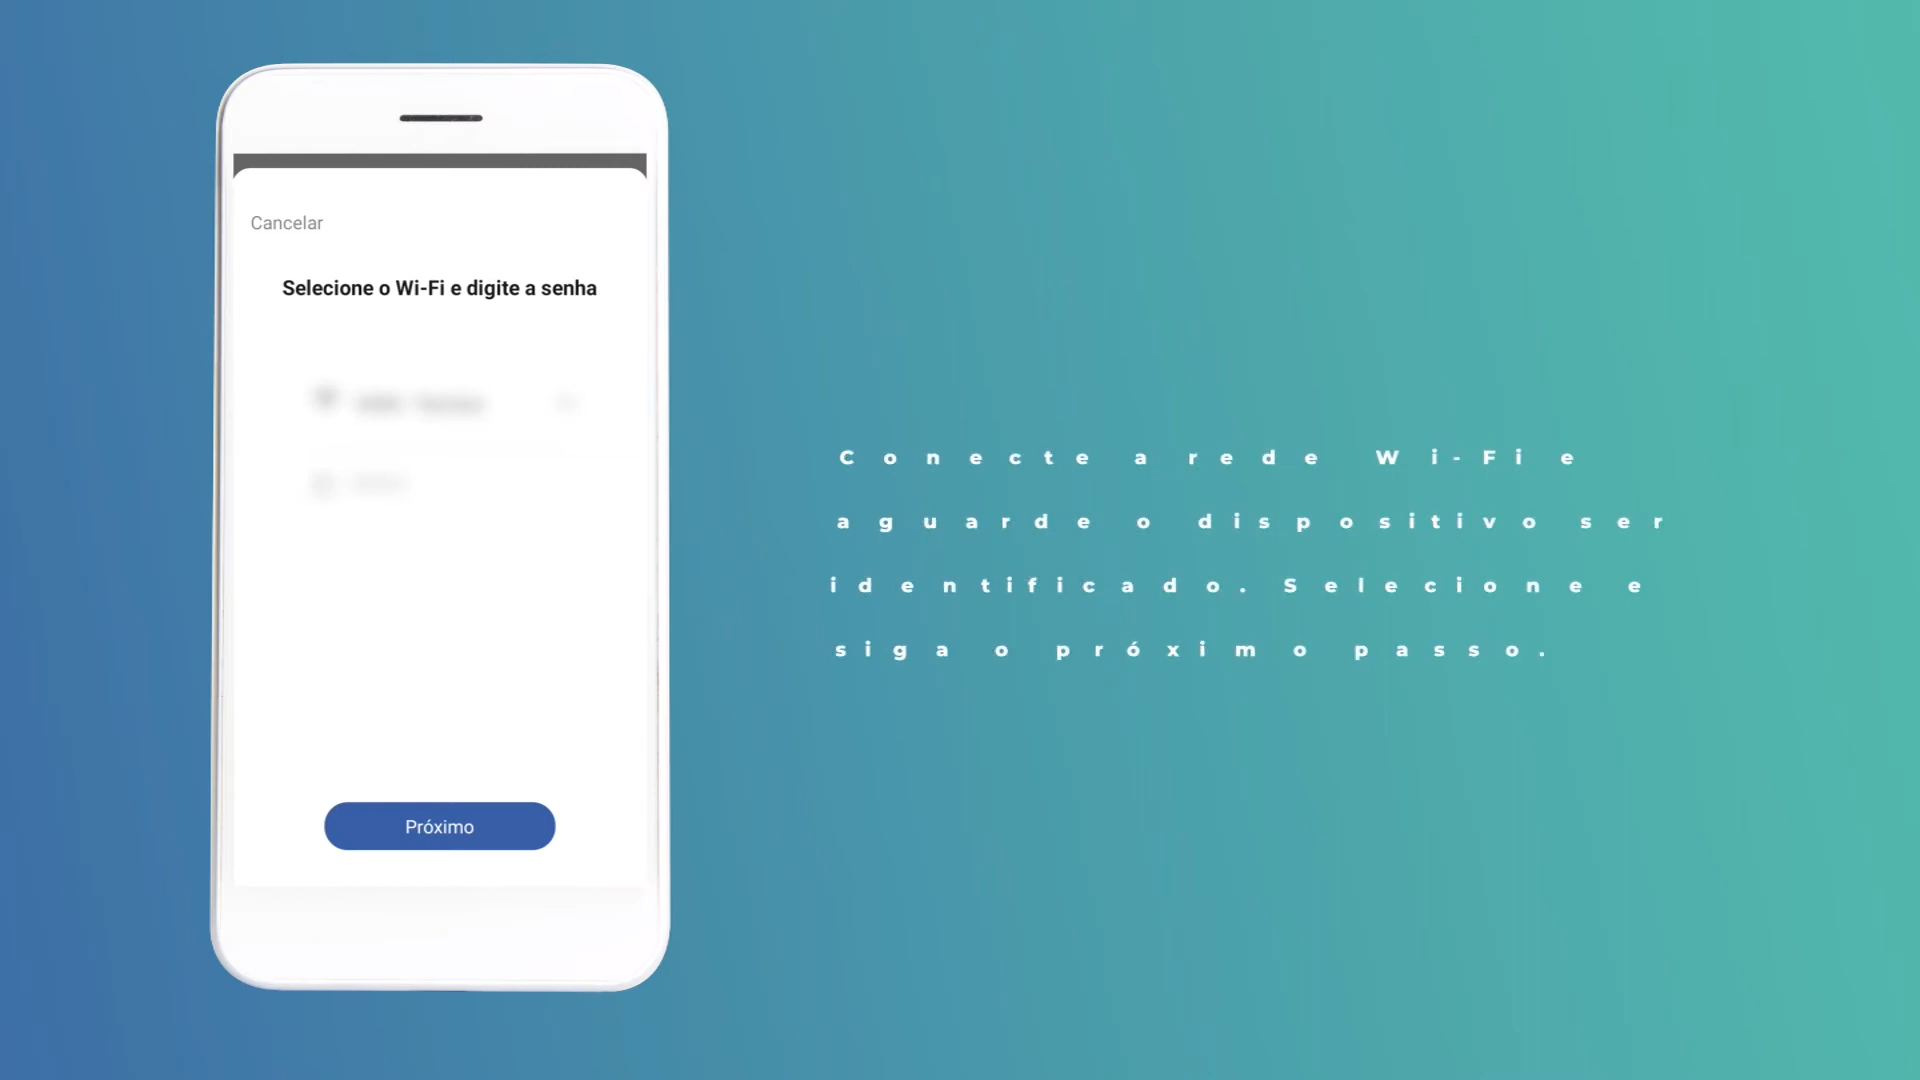 Cancelar
Selecione o Wi-Fi e digite a senha
Próximo
Conecte a rede Wi-Fi e
aguarde o dispositivo ser
identificado. Selecione e
siga o próximo passo.